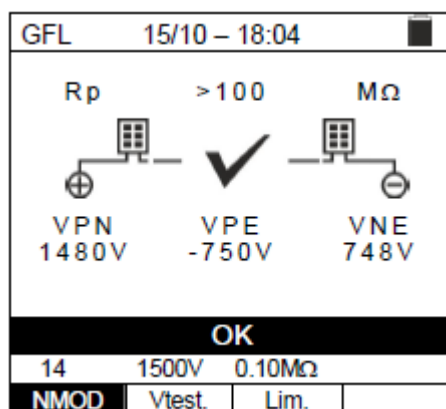 GFL 15/10 – 18:04
Rp >100 MΩ
VPN VPE VNE
1480V -750V 748V
OK
14 1500V 0.10MΩ
NMOD Vtest. Lim.